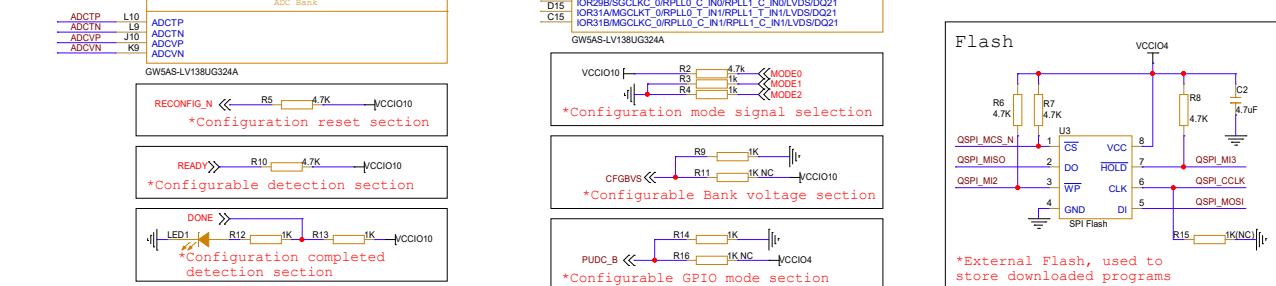 ADC Bank
ADCTP L10 ADCTP
ADCTN L9 ADCTN
ADCVP J10 ADCVP
ADCVN K9 ADCVN
GW5AS-LV138UG324A
RECONFIG_N R5 4.7K VCCIO10
*Configuration reset section
READY R10 4.7K VCCIO10
*Configurable detection section
DONE
LED1 R12 1K R13 1K VCCIO10
*Configuration completed
detection section
D15 IOR29B/SGCLKC_0/RPLL0_C_IN0/RPLL1_C_IN0/LVDS/DQ21
IOR31A/MGCLKT_0/RPLL0_T_IN1/RPLL1_T_IN1/LVDS/DQ21
C15 IOR31B/MGCLKC_0/RPLL0_C_IN1/RPLL1_C_IN1/LVDS/DQ21
GW5AS-LV138UG324A
VCCIO10 R2 4.7k MODE0
R3 1k MODE1
R4 1k MODE2
*Configuration mode signal selection
R9 1K
CFGBVS R11 1K NC VCCIO10
*Configurable Bank voltage section
R14 1K
PUDC_B R16 1K NC VCCIO4
*Configurable GPIO mode section
Flash
VCCIO4
R6 4.7K
R7 4.7K
R8 4.7K
C2 4.7uF
U3
QSPI_MCS_N 1 CS VCC 8
QSPI_MISO 2 DO HOLD 7 QSPI_MI3
QSPI_MI2 3 WP CLK 6 QSPI_CCLK
4 GND DI 5 QSPI_MOSI
SPI Flash
R15 1K(NC)
*External Flash, used to
store downloaded programs